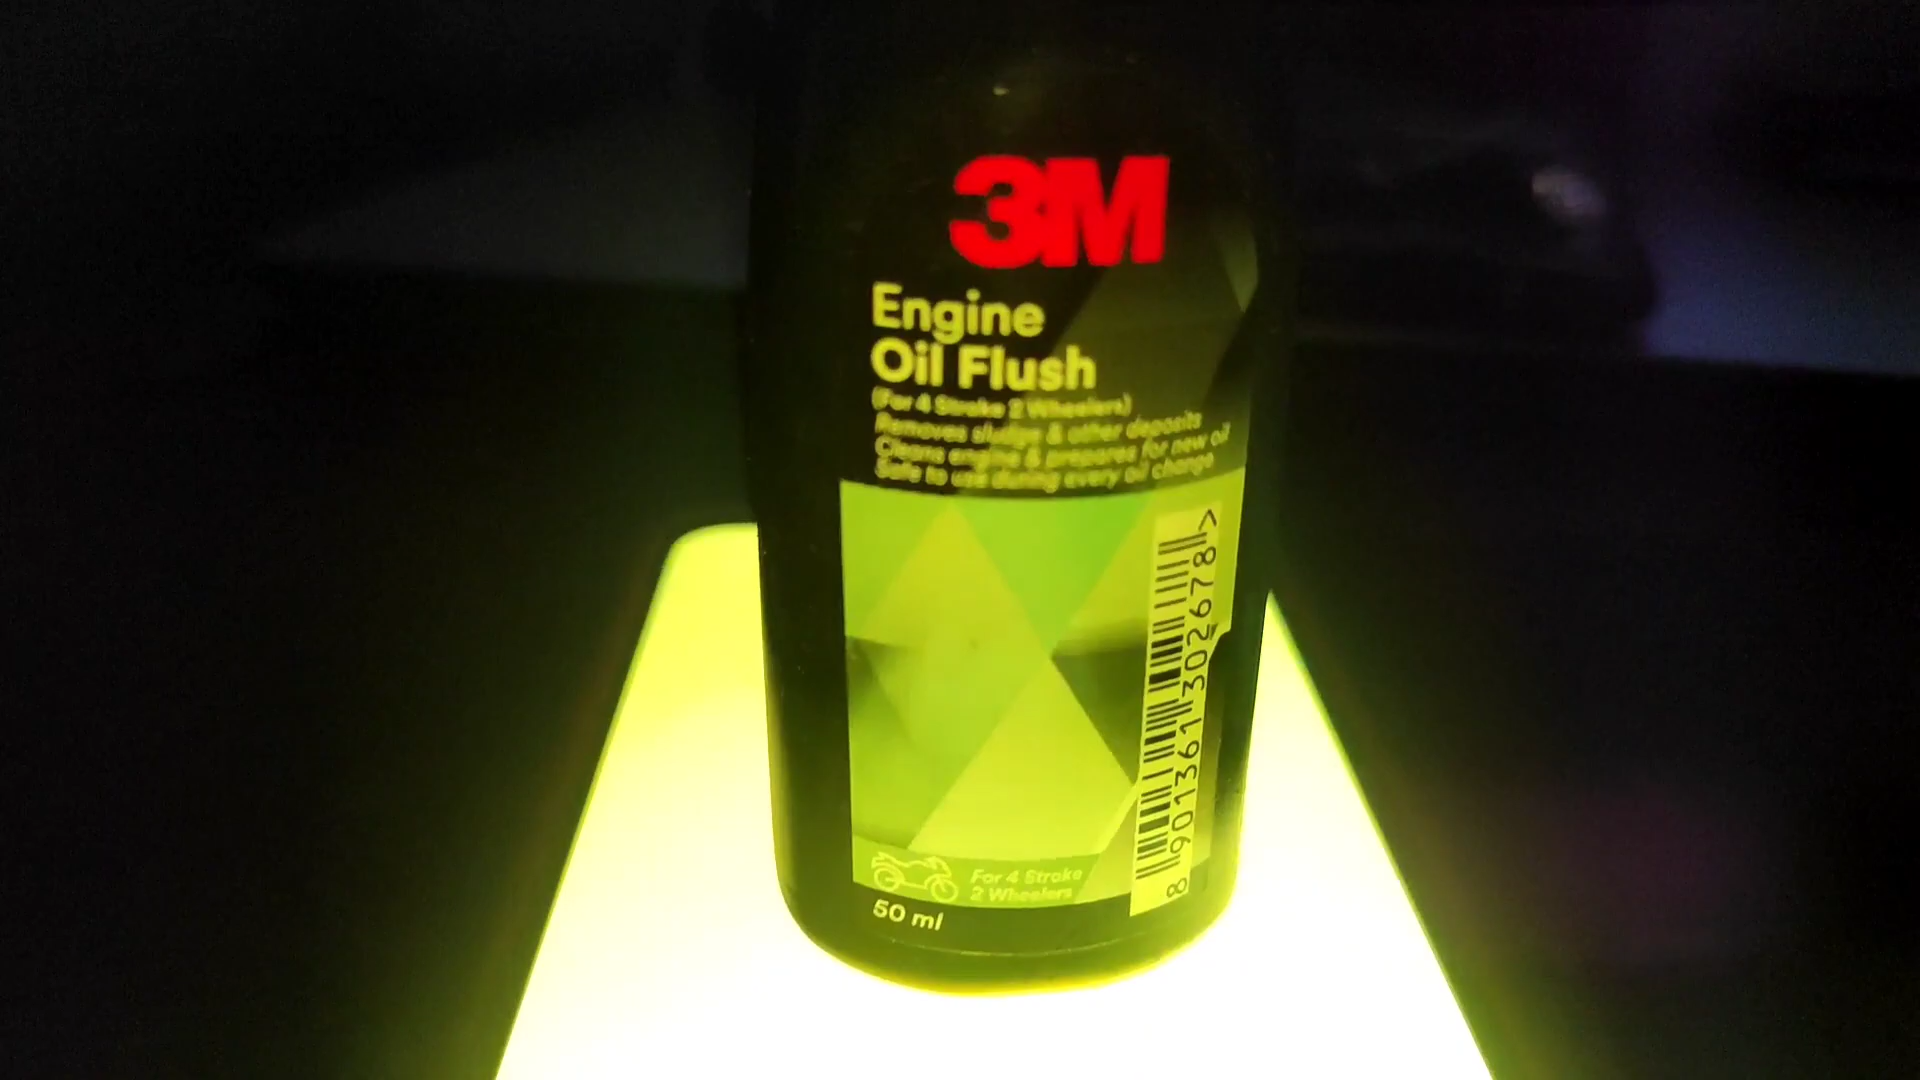 3M
Engine
Oil Flush
(For 4 Stroke 2 Wheelers)
Removes sludge & other deposits
Cleans engine & prepares for new oil
Safe to use during every oil change
8 901361 302678 >
For 4 Stroke
2 Wheelers
50 ml